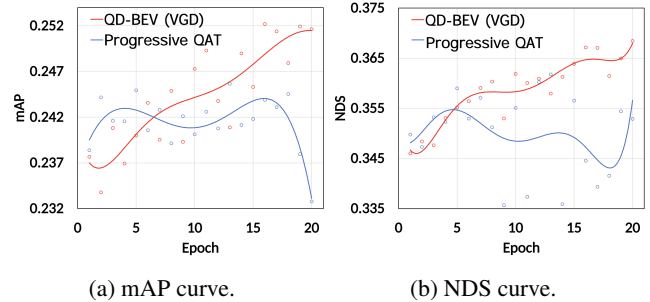 QD-BEV (VGD)
Progressive QAT
0.252
0.247
0.242
0.237
0.232
mAP
0 5 10 15 20
Epoch
(a) mAP curve.
QD-BEV (VGD)
Progressive QAT
0.375
0.365
0.355
0.345
0.335
NDS
0 5 10 15 20
Epoch
(b) NDS curve.